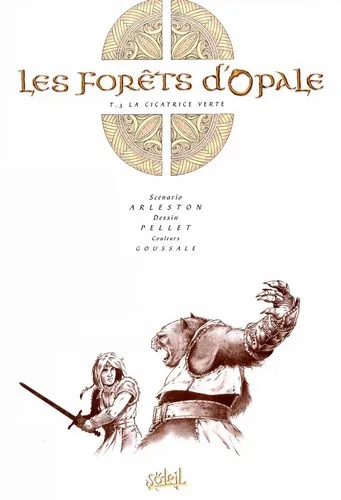 LES FORÊTS D'OPALE
T.3 LA CICATRICE VERTE
Scénario
ARLESTON
Dessin
PELLET
Couleurs
GOUSSALE
SOLEIL